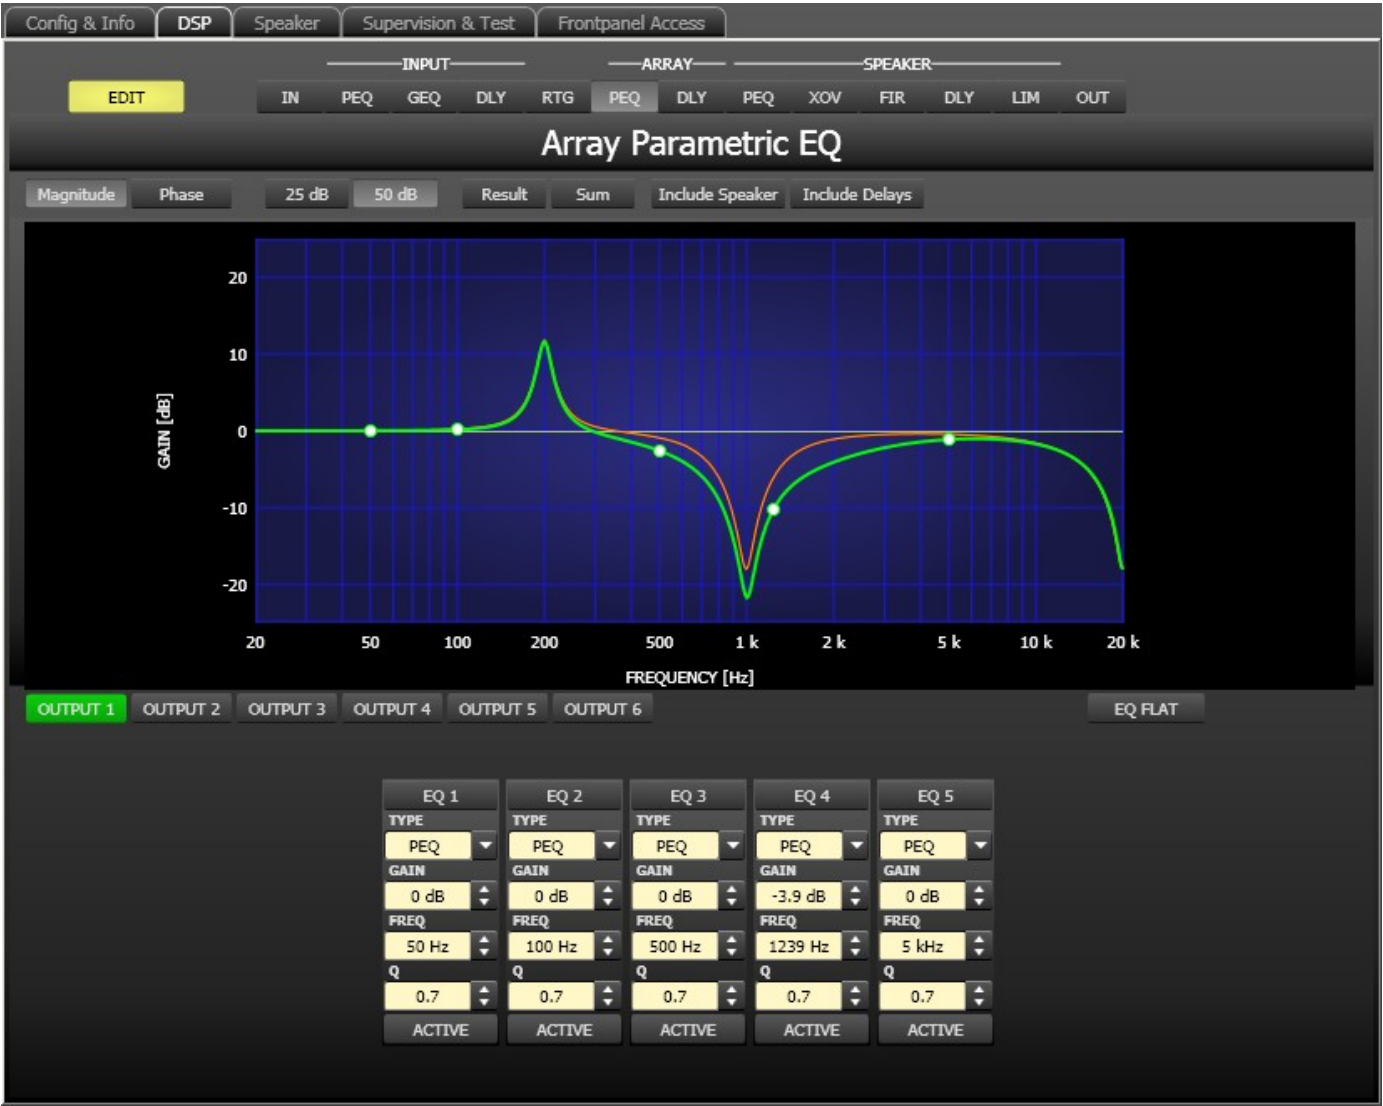 Config & Info DSP Speaker Supervision & Test Frontpanel Access
INPUT ARRAY SPEAKER
EDIT IN PEQ GEQ DLY RTG PEQ DLY PEQ XOV FIR DLY LIM OUT
Array Parametric EQ
Magnitude Phase 25 dB 50 dB Result Sum Include Speaker Include Delays
20
10
0
-10
-20
GAIN [dB]
20 50 100 200 500 1 k 2 k 5 k 10 k 20 k
FREQUENCY [Hz]
OUTPUT 1 OUTPUT 2 OUTPUT 3 OUTPUT 4 OUTPUT 5 OUTPUT 6 EQ FLAT
EQ 1 EQ 2 EQ 3 EQ 4 EQ 5
TYPE TYPE TYPE TYPE TYPE
PEQ PEQ PEQ PEQ PEQ
GAIN GAIN GAIN GAIN GAIN
0 dB 0 dB 0 dB -3.9 dB 0 dB
FREQ FREQ FREQ FREQ FREQ
50 Hz 100 Hz 500 Hz 1239 Hz 5 kHz
Q Q Q Q Q
0.7 0.7 0.7 0.7 0.7
ACTIVE ACTIVE ACTIVE ACTIVE ACTIVE